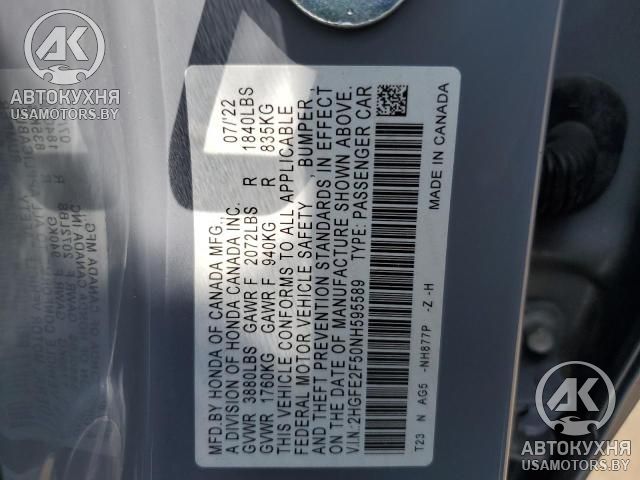 MFD.BY HONDA OF CANADA MFG., 07/'22
A DIVISION OF HONDA CANADA INC.
GVWR 3880LBS GAWR F 2072LBS R 1840LBS
GVWR 1760KG GAWR F 940KG R 835KG
THIS VEHICLE CONFORMS TO ALL APPLICABLE
FEDERAL MOTOR VEHICLE SAFETY , BUMPER ,
AND THEFT PREVENTION STANDARDS IN EFFECT
ON THE DATE OF MANUFACTURE SHOWN ABOVE.
V.I.N: 2HGFE2F50NH595589 TYPE: PASSENGER CAR
T23 N AG5 -NH877P -Z -H MADE IN CANADA
AK
АВТОКУХНЯ
USAMOTORS.BY
AK
АВТОКУХНЯ
USAMOTORS.BY